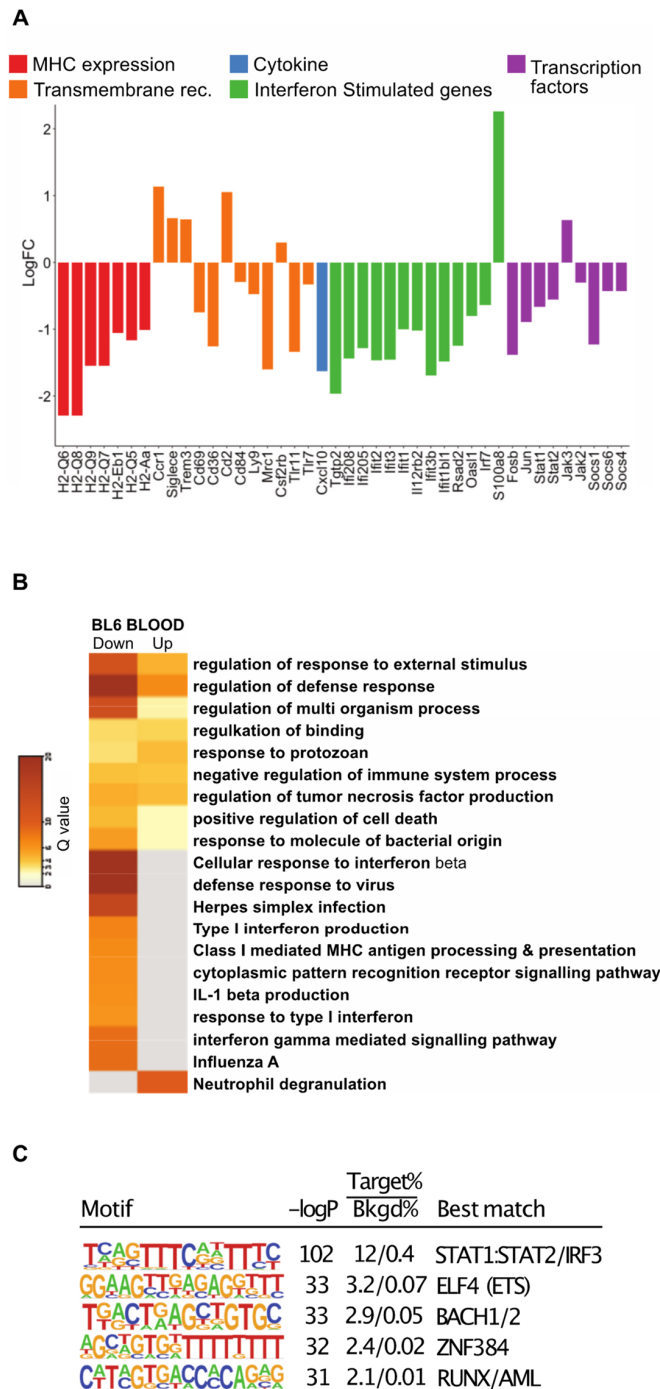 A
MHC expression
Cytokine
Transcription factors
Transmembrane rec.
Interferon Stimulated genes
LogFC
2
1
0
-1
-2
H2-Q6
H2-Q8
H2-Q9
H2-Q7
H2-Eb1
H2-Q5
H2-Aa
Ccr1
Siglece
Trem3
Cd69
Cd36
Cd2
Cd84
Ly9
Mrc1
Csf2rb
Tlr11
Tlr7
Cxcl10
Tgtp2
Ifi208
Ifi205
Ifit2
Ifit3
Ifit1
Il12rb2
Ifit3b
Ifit1bl1
Rsad2
Oasl1
Irf7
S100a8
Fosb
Jun
Stat1
Stat2
Jak3
Jak2
Socs1
Socs6
Socs4
B
BL6 BLOOD
Down Up
regulation of response to external stimulus
regulation of defense response
regulation of multi organism process
regulkation of binding
response to protozoan
negative regulation of immune system process
regulation of tumor necrosis factor production
positive regulation of cell death
response to molecule of bacterial origin
Cellular response to interferon beta
defense response to virus
Herpes simplex infection
Type I interferon production
Class I mediated MHC antigen processing & presentation
cytoplasmic pattern recognition receptor signalling pathway
IL-1 beta production
response to type I interferon
interferon gamma mediated signalling pathway
Influenza A
Neutrophil degranulation
Q value
20
10
0
C
Motif -logP Target% Bkgd% Best match
102 12/0.4 STAT1:STAT2/IRF3
33 3.2/0.07 ELF4 (ETS)
33 2.9/0.05 BACH1/2
32 2.4/0.02 ZNF384
31 2.1/0.01 RUNX/AML